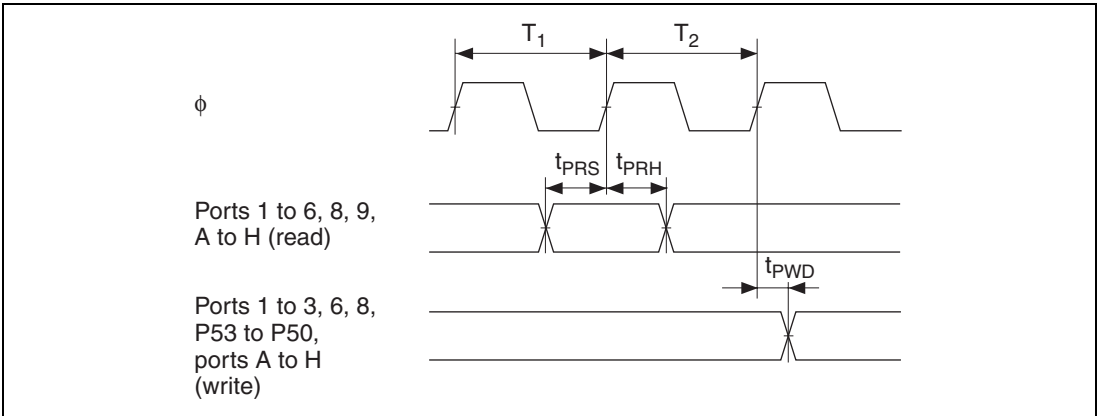 T1 T2
ϕ
tPRS tPRH
Ports 1 to 6, 8, 9,
A to H (read)
tPWD
Ports 1 to 3, 6, 8,
P53 to P50,
ports A to H
(write)